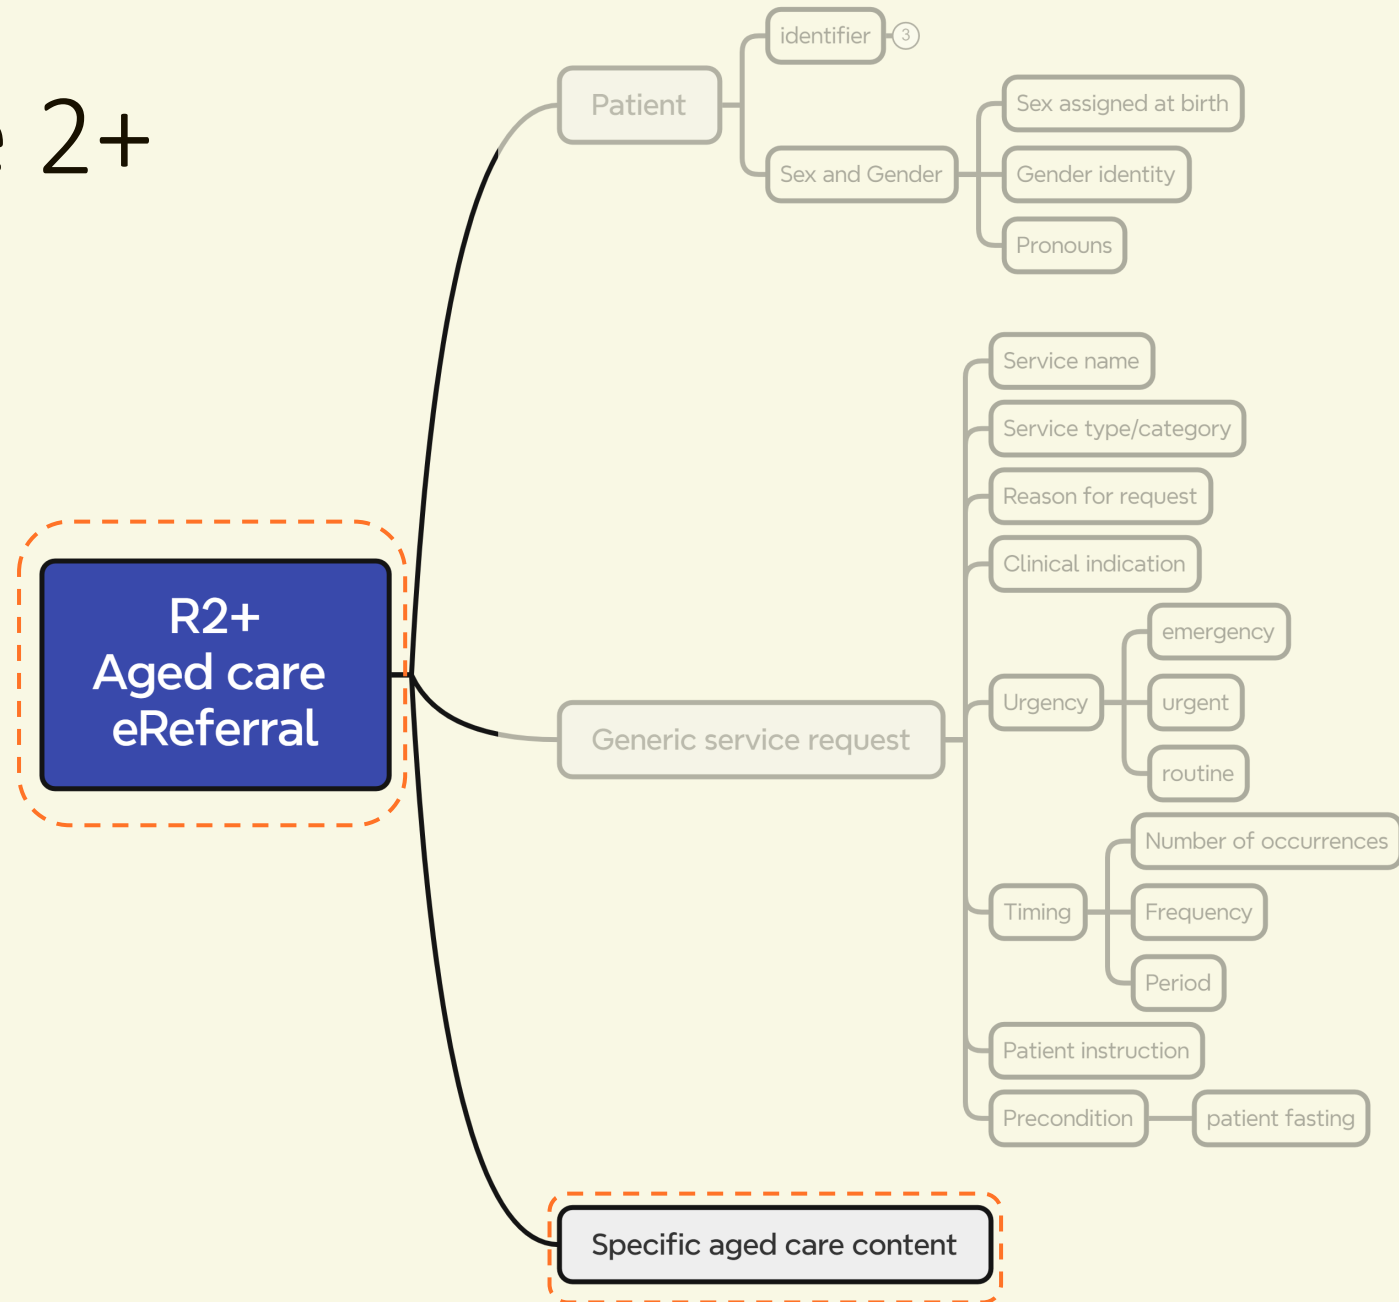 2+
identifier
3
Patient
Sex assigned at birth
Sex and Gender
Gender identity
Pronouns
Service name
Service type/category
Reason for request
Clinical indication
emergency
Urgency
urgent
routine
R2+
Aged care
eReferral
Generic service request
Number of occurrences
Timing
Frequency
Period
Patient instruction
Precondition
patient fasting
Specific aged care content